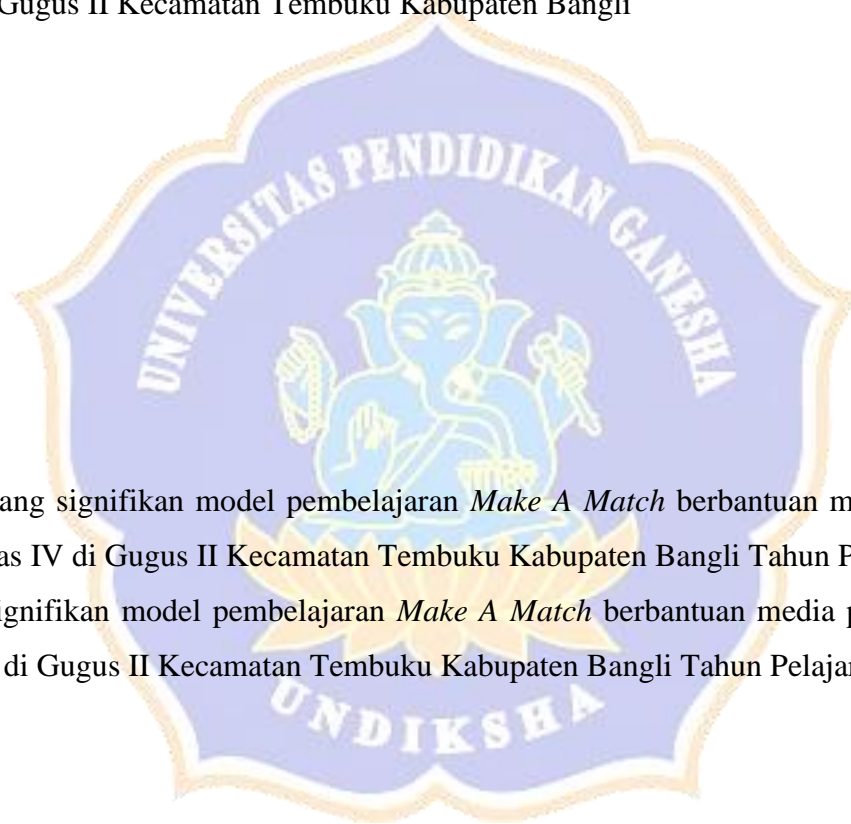 Gugus II Kecamatan Tembuku Kabupaten Bangli
UNIVERSITAS PENDIDIKAN GANESHA
ang signifikan model pembelajaran Make A Match berbantuan m
as IV di Gugus II Kecamatan Tembuku Kabupaten Bangli Tahun P
ignifikan model pembelajaran Make A Match berbantuan media p
di Gugus II Kecamatan Tembuku Kabupaten Bangli Tahun Pelajar
UNDIKSHA